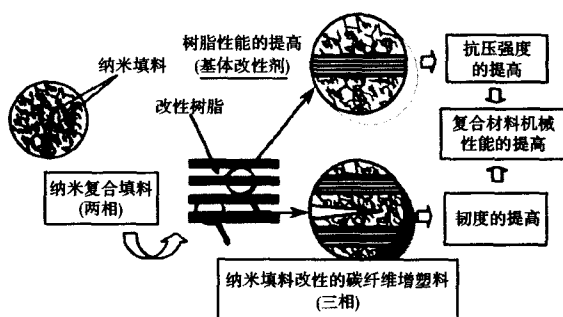 纳米填料
树脂性能的提高
(基体改性剂)
抗压强度
的提高
改性树脂
复合材料机械
性能的提高
纳米复合填料
(两相)
韧度的提高
纳米填料改性的碳纤维增塑料
(三相)